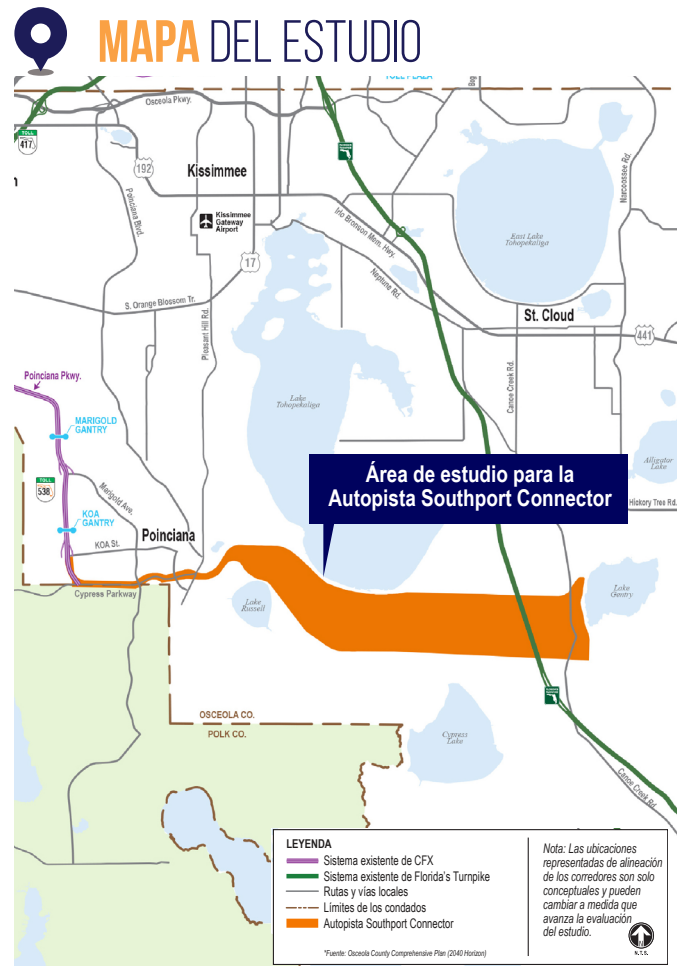 MAPA DEL ESTUDIO
TOLL PLAZA
Osceola Pkwy.
TOLL
417
192
Kissimmee
Narcoossee Rd.
Poinciana Blvd.
Kissimmee
Gateway
Airport
Irlo Bronson Mem. Hwy.
East Lake
Tohopekaliga
17
Neptune Rd.
S. Orange Blossom Tr.
Pleasant Hill Rd.
St. Cloud
441
Poinciana Pkwy.
Canoe Creek Rd.
Lake
Tohopekaliga
MARIGOLD
GANTRY
Alligator
Lake
Área de estudio para la
Autopista Southport Connector
TOLL
538
Marigold Ave.
Hickory Tree Rd.
KOA
GANTRY
Poinciana
KOA St.
Cypress Parkway
Lake
Russell
Lake
Gentry
OSCEOLA CO.
POLK CO.
Cypress
Lake
Canoe Creek Rd.
LEYENDA
Sistema existente de CFX
Sistema existente de Florida's Turnpike
Rutas y vías locales
Límites de los condados
Autopista Southport Connector
*Fuente: Osceola County Comprehensive Plan (2040 Horizon)
Nota: Las ubicaciones
representadas de alineación
de los corredores son solo
conceptuales y pueden
cambiar a medida que
avanza la evaluación
del estudio.
N
N.T.S.